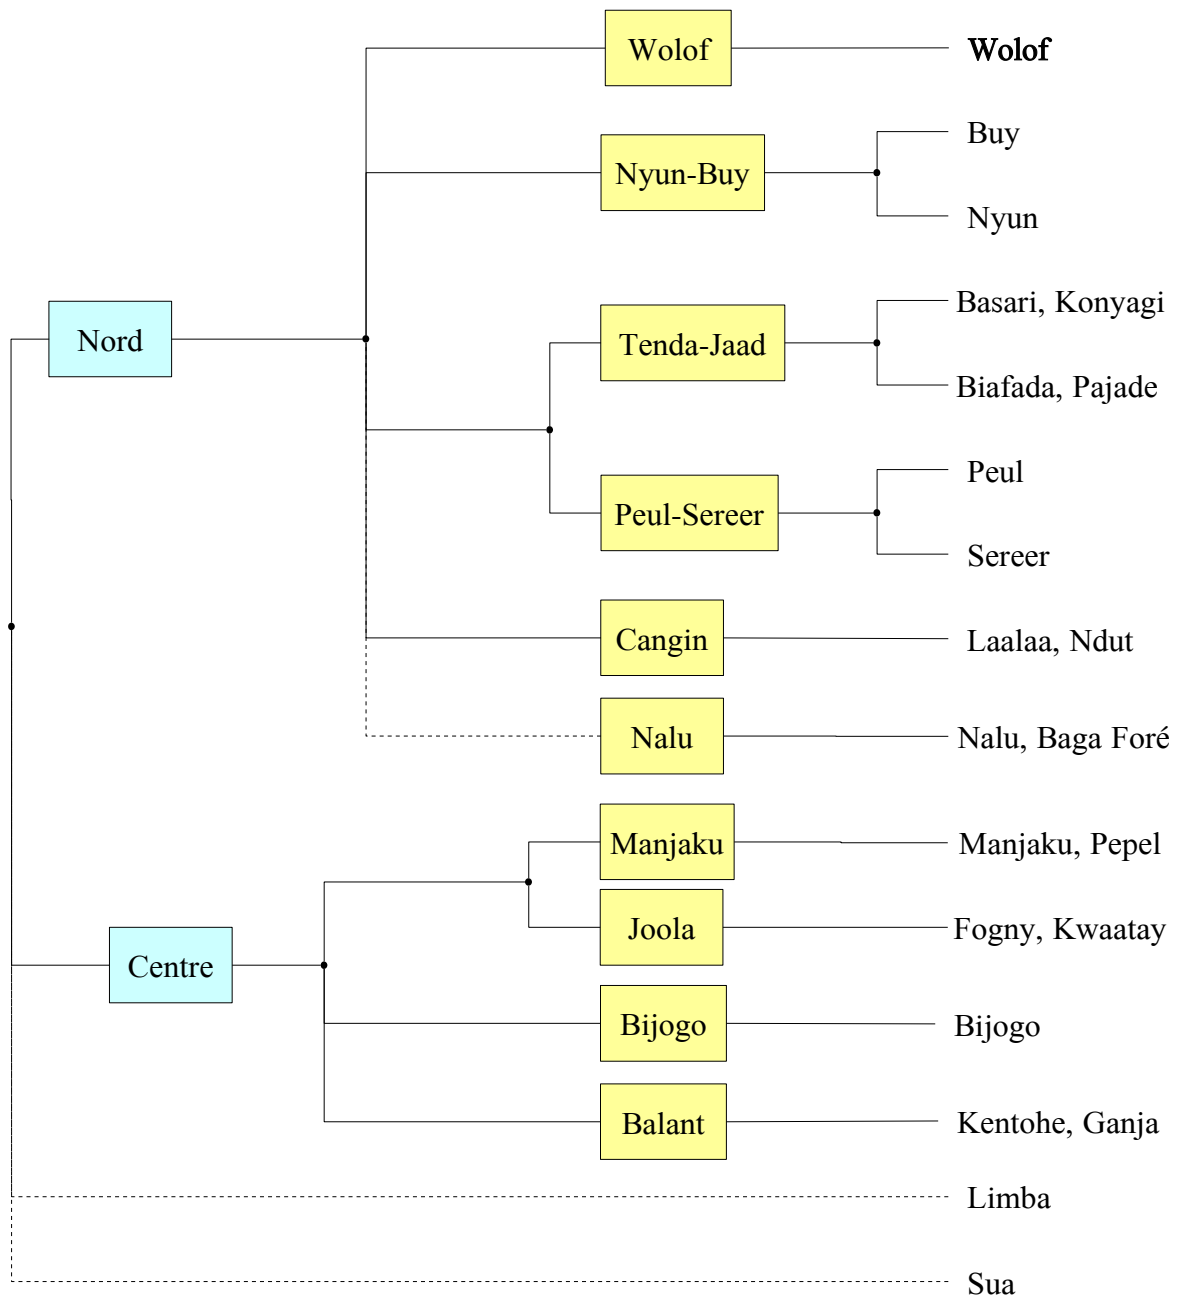 Wolof Wolof
Buy
Nyun-Buy
Nyun
Basari, Konyagi
Nord Tenda-Jaad
Biafada, Pajade
Peul
Peul-Sereer
Sereer
Cangin Laalaa, Ndut
Nalu Nalu, Baga Foré
Manjaku Manjaku, Pepel
Joola Fogny, Kwaatay
Centre
Bijogo Bijogo
Balant Kentohe, Ganja
Limba
Sua